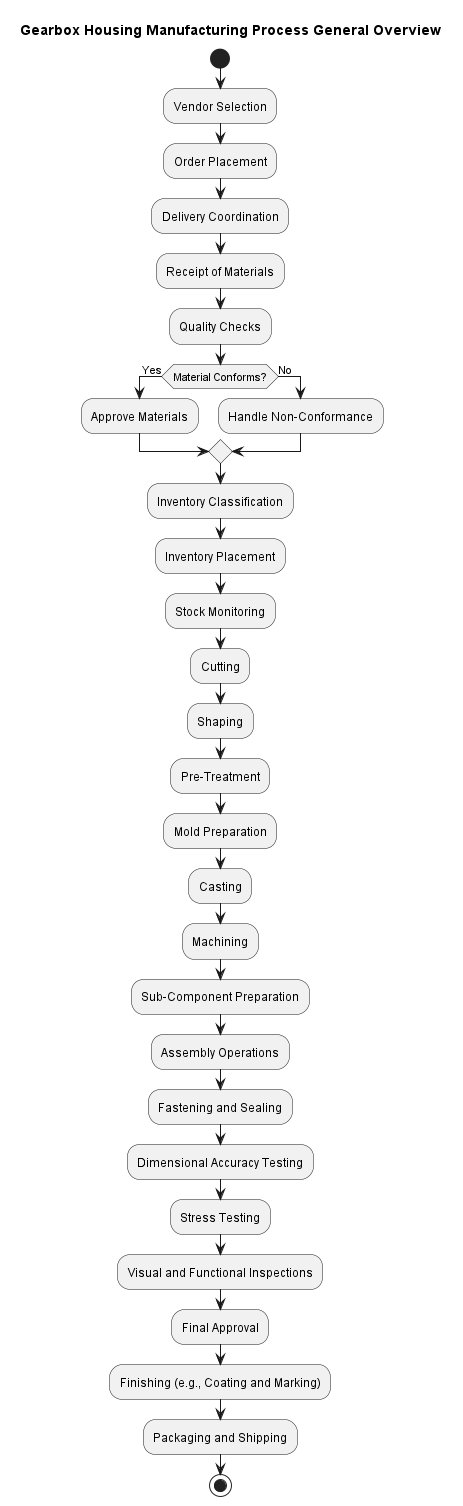 Gearbox Housing Manufacturing Process General Overview
Vendor Selection
Order Placement
Delivery Coordination
Receipt of Materials
Quality Checks
Yes
Material Conforms?
No
Approve Materials
Handle Non-Conformance
Inventory Classification
Inventory Placement
Stock Monitoring
Cutting
Shaping
Pre-Treatment
Mold Preparation
Casting
Machining
Sub-Component Preparation
Assembly Operations
Fastening and Sealing
Dimensional Accuracy Testing
Stress Testing
Visual and Functional Inspections
Final Approval
Finishing (e.g., Coating and Marking)
Packaging and Shipping